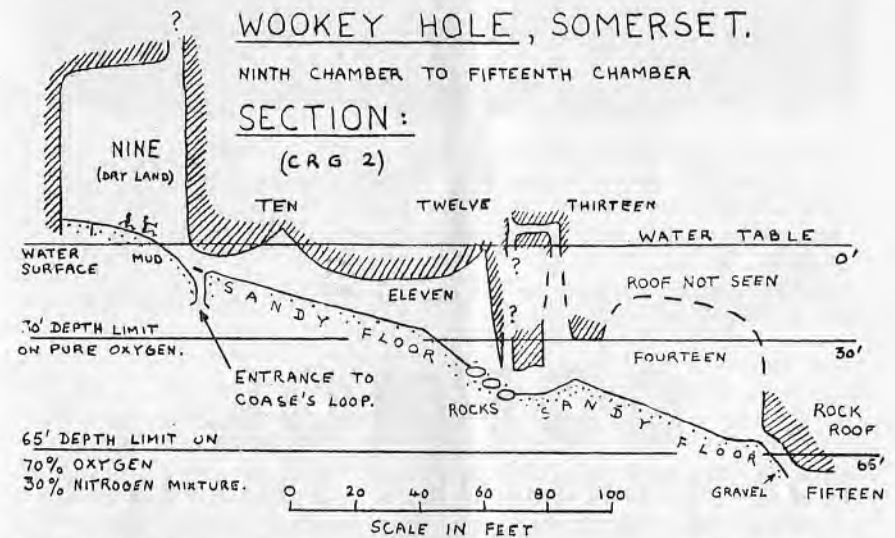 ?
WOOKEY HOLE, SOMERSET.
NINTH CHAMBER TO FIFTEENTH CHAMBER
SECTION:
(CRG 2)
NINE
(DRY LAND)
TEN
TWELVE
THIRTEEN
WATER TABLE
WATER
SURFACE
MUD
?
0'
ROOF NOT SEEN
ELEVEN
SANDY FLOOR
?
30' DEPTH LIMIT
ON PURE OXYGEN.
30'
FOURTEEN
ENTRANCE TO
COASE'S LOOP.
ROCKS
SANDY FLOOR
ROCK
ROOF
65' DEPTH LIMIT ON
70% OXYGEN
30% NITROGEN MIXTURE.
65'
GRAVEL
FIFTEEN
0 20 40 60 80 100
SCALE IN FEET